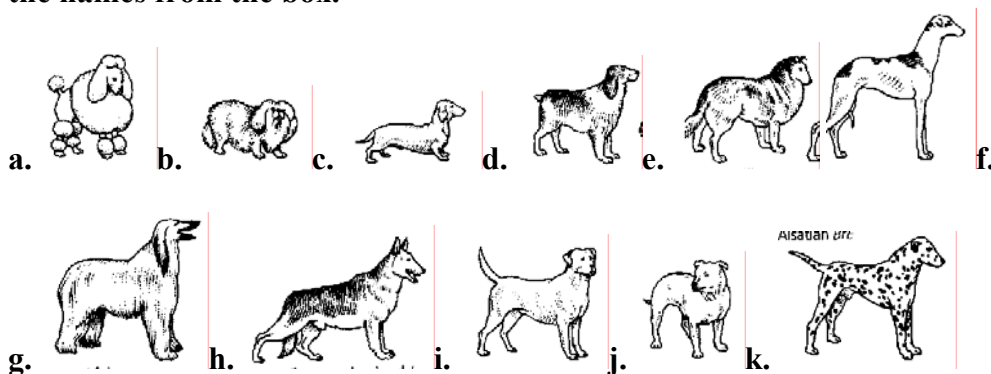 the names from the box.
a. b. c. d. e. f.
Alsatian
g. h. i. j. k.